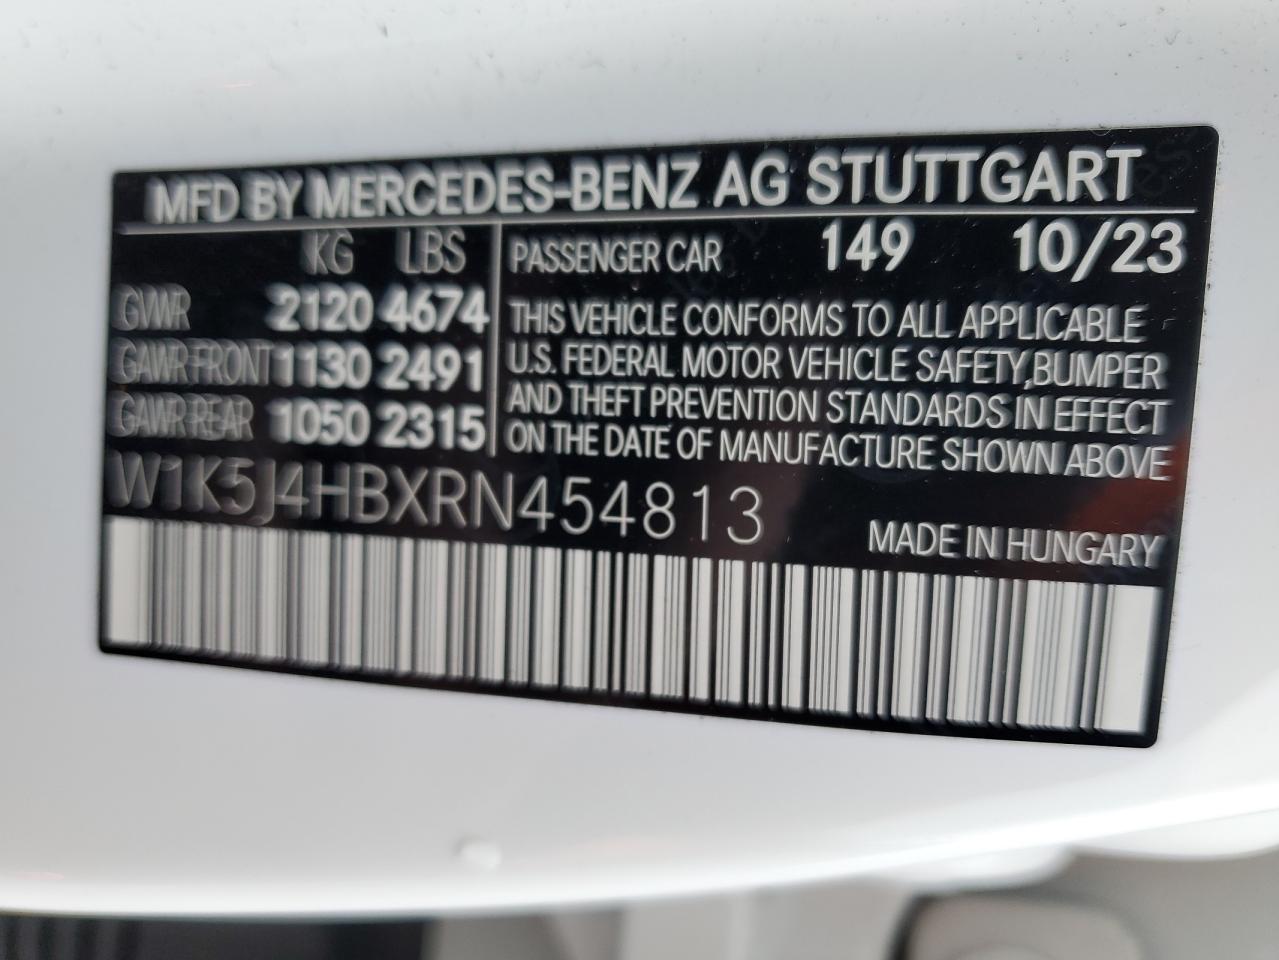 MFD BY MERCEDES-BENZ AG STUTTGART
KG LBS
GVWR 2120 4674
GAWR FRONT 1130 2491
GAWR REAR 1050 2315
PASSENGER CAR 149 10/23
THIS VEHICLE CONFORMS TO ALL APPLICABLE
U.S. FEDERAL MOTOR VEHICLE SAFETY, BUMPER
AND THEFT PREVENTION STANDARDS IN EFFECT
ON THE DATE OF MANUFACTURE SHOWN ABOVE
W1K5J4HBXRN454813
MADE IN HUNGARY